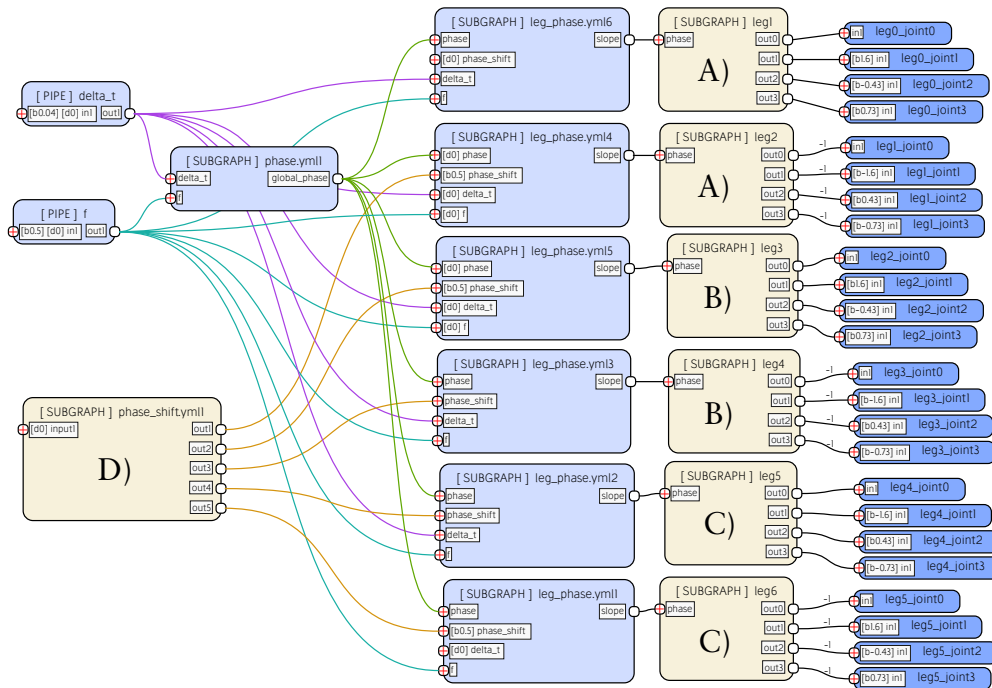 [ PIPE ] delta_t
[b0.04] [d0] in1 out1
[ PIPE ] f
[b0.5] [d0] in1 out1
[ SUBGRAPH ] phase.yml1
delta_t global_phase
f
[ SUBGRAPH ] phase_shift.yml1
[d0] input1 out1
out2
out3
out4
out5
D)
[ SUBGRAPH ] leg_phase.yml6
phase slope
[d0] phase_shift
delta_t
f
[ SUBGRAPH ] leg_phase.yml4
[d0] phase slope
[b0.5] phase_shift
[d0] delta_t
[d0] f
[ SUBGRAPH ] leg_phase.yml5
[d0] phase slope
[b0.5] phase_shift
[d0] delta_t
[d0] f
[ SUBGRAPH ] leg_phase.yml3
phase slope
phase_shift
delta_t
f
[ SUBGRAPH ] leg_phase.yml2
phase slope
phase_shift
delta_t
f
[ SUBGRAPH ] leg_phase.yml1
phase slope
[b0.5] phase_shift
[d0] delta_t
f
[ SUBGRAPH ] leg1
phase out0
out1
out2
out3
A)
[ SUBGRAPH ] leg2
phase out0
out1
out2
out3
A)
[ SUBGRAPH ] leg3
phase out0
out1
out2
out3
B)
[ SUBGRAPH ] leg4
phase out0
out1
out2
out3
B)
[ SUBGRAPH ] leg5
phase out0
out1
out2
out3
C)
[ SUBGRAPH ] leg6
phase out0
out1
out2
out3
C)
in1 leg0_joint0
[b1.6] in1 leg0_joint1
[b-0.43] in1 leg0_joint2
[b0.73] in1 leg0_joint3
-1 in1 leg1_joint0
-1 [b-1.6] in1 leg1_joint1
-1 [b0.43] in1 leg1_joint2
-1 [b-0.73] in1 leg1_joint3
in1 leg2_joint0
[b1.6] in1 leg2_joint1
[b-0.43] in1 leg2_joint2
[b0.73] in1 leg2_joint3
-1 in1 leg3_joint0
-1 [b-1.6] in1 leg3_joint1
-1 [b0.43] in1 leg3_joint2
-1 [b-0.73] in1 leg3_joint3
in1 leg4_joint0
[b-1.6] in1 leg4_joint1
[b0.43] in1 leg4_joint2
[b-0.73] in1 leg4_joint3
-1 in1 leg5_joint0
-1 [b1.6] in1 leg5_joint1
-1 [b-0.43] in1 leg5_joint2
-1 [b0.73] in1 leg5_joint3